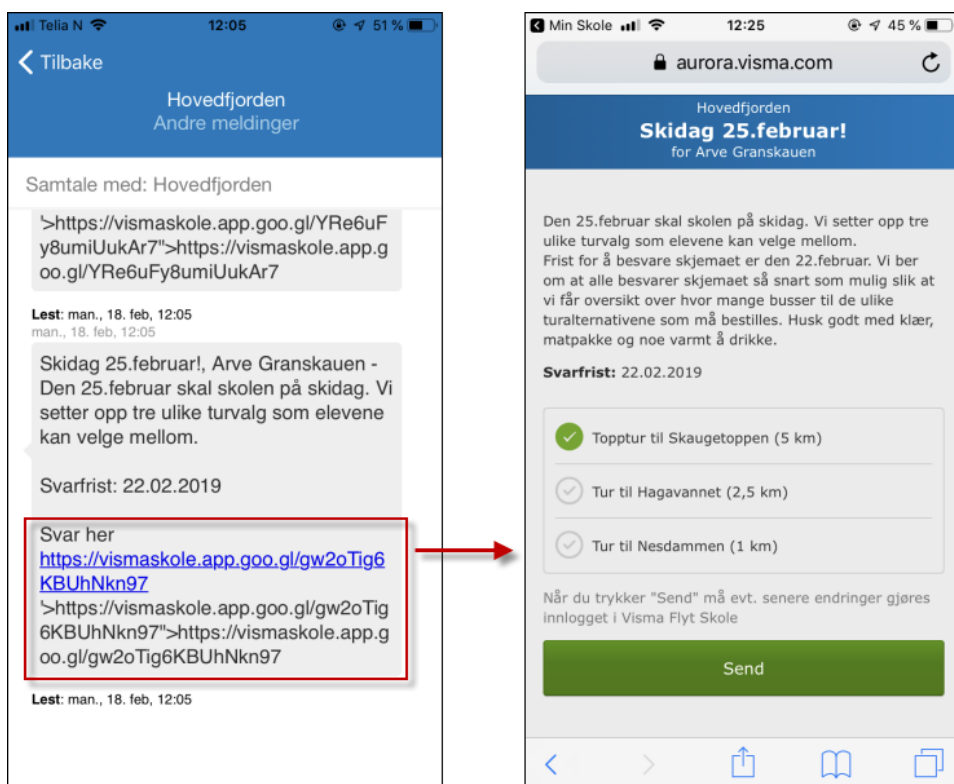 Telia N 12:05 51 %
Tilbake
Hovedfjorden
Andre meldinger
Samtale med: Hovedfjorden
'>https://vismaskole.app.goo.gl/YRe6uF
y8umiUukAr7">https://vismaskole.app.g
oo.gl/YRe6uFy8umiUukAr7
Lest: man., 18. feb, 12:05
man., 18. feb, 12:05
Skidag 25.februar!, Arve Granskauen -
Den 25.februar skal skolen på skidag. Vi
setter opp tre ulike turvalg som elevene
kan velge mellom.
Svarfrist: 22.02.2019
Svar her
https://vismaskole.app.goo.gl/gw2oTig6
KBUhNkn97
'>https://vismaskole.app.goo.gl/gw2oTig
6KBUhNkn97">https://vismaskole.app.g
oo.gl/gw2oTig6KBUhNkn97
Lest: man., 18. feb, 12:05
Min Skole 12:25 45 %
aurora.visma.com
Hovedfjorden
Skidag 25.februar!
for Arve Granskauen
Den 25.februar skal skolen på skidag. Vi setter opp tre
ulike turvalg som elevene kan velge mellom.
Frist for å besvare skjemaet er den 22.februar. Vi ber
om at alle besvarer skjemaet så snart som mulig slik at
vi får oversikt over hvor mange busser til de ulike
turalternativene som må bestilles. Husk godt med klær,
matpakke og noe varmt å drikke.
Svarfrist: 22.02.2019
Topptur til Skaugetoppen (5 km)
Tur til Hagavannet (2,5 km)
Tur til Nesdammen (1 km)
Når du trykker "Send" må evt. senere endringer gjøres
innlogget i Visma Flyt Skole
Send